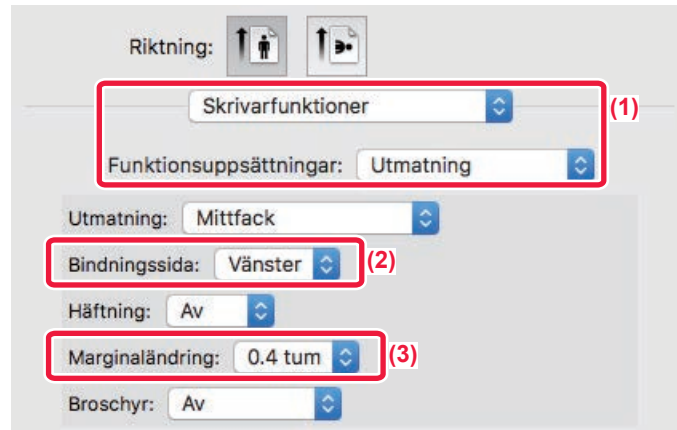 Riktning:
Skrivarfunktioner
(1)
Funktionsuppsättningar: Utmatning
Utmatning: Mittfack
Bindningssida: Vänster (2)
Häftning: Av
Marginaländring: 0.4 tum (3)
Broschyr: Av